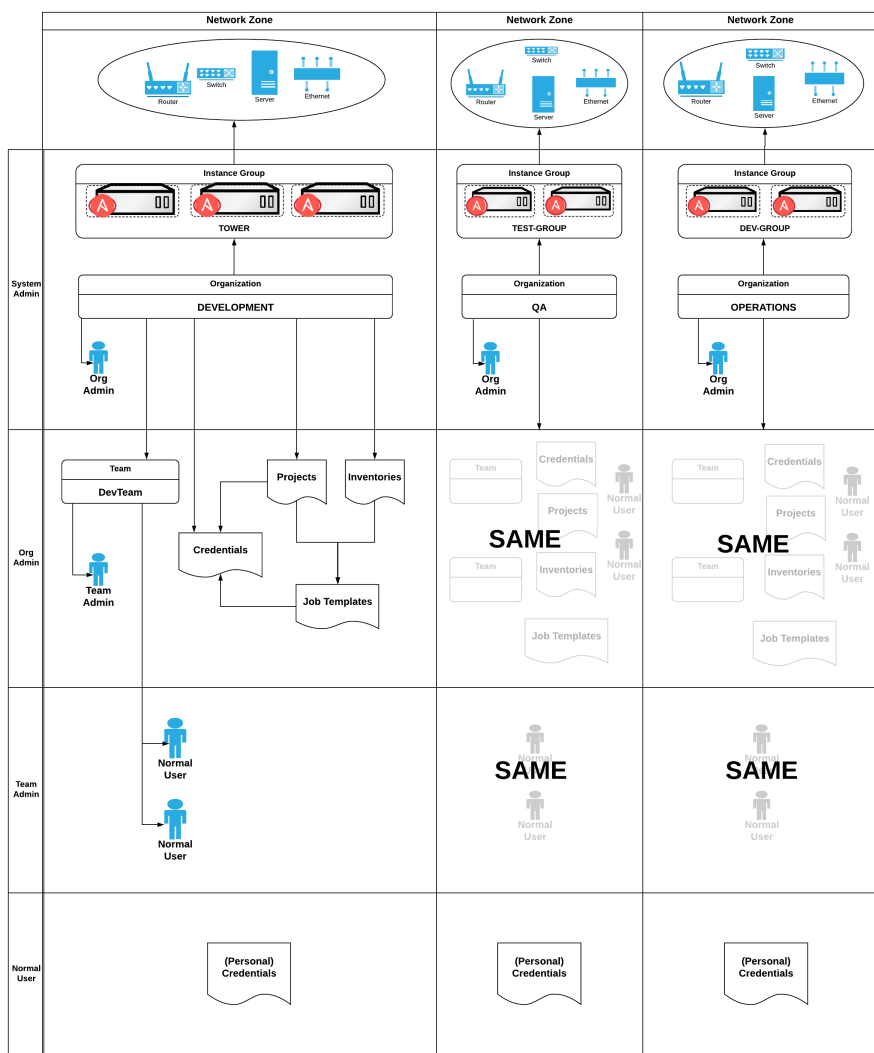 Network Zone
Network Zone
Network Zone
Router
Switch
Server
Ethernet
Switch
Router
Server
Ethernet
Switch
Router
Server
Ethernet
System
Admin
Instance Group
TOWER
Instance Group
TEST-GROUP
Instance Group
DEV-GROUP
Organization
DEVELOPMENT
Organization
QA
Organization
OPERATIONS
Org
Admin
Org
Admin
Org
Admin
Org
Admin
Team
DevTeam
Projects
Inventories
Credentials
Team
Admin
Job Templates
Team
Credentials
Normal
User
Projects
SAME
Team
Inventories
Normal
User
Job Templates
Team
Credentials
Normal
User
Projects
SAME
Team
Inventories
Normal
User
Job Templates
Team
Admin
Normal
User
Normal
User
Normal
User
SAME
Normal
User
Normal
User
SAME
Normal
User
Normal
User
(Personal)
Credentials
(Personal)
Credentials
(Personal)
Credentials